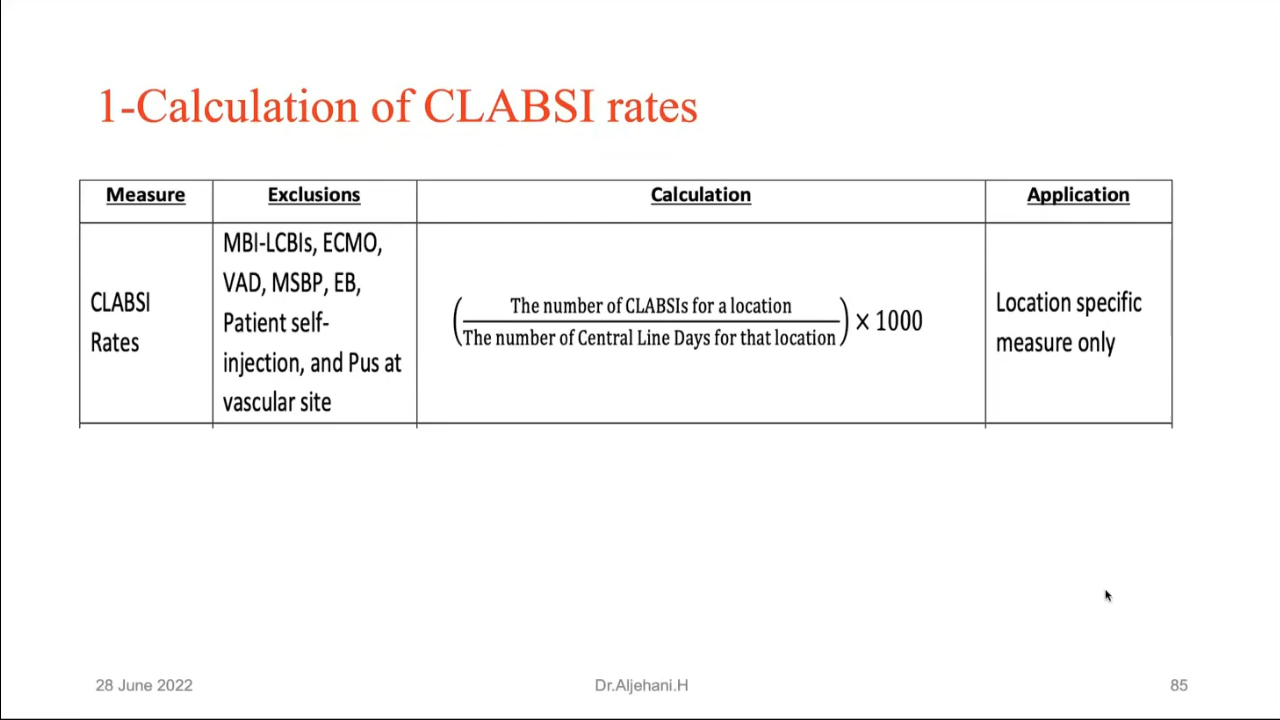 1-Calculation of CLABSI rates
Measure
Exclusions
Calculation
Application
CLABSI
Rates
MBI-LCBIs, ECMO,
VAD, MSBP, EB,
Patient self-
injection, and Pus at
vascular site
(The number of CLABSIs for a location
The number of Central Line Days for that location) × 1000
Location specific
measure only
28 June 2022
Dr.Aljehani.H
85